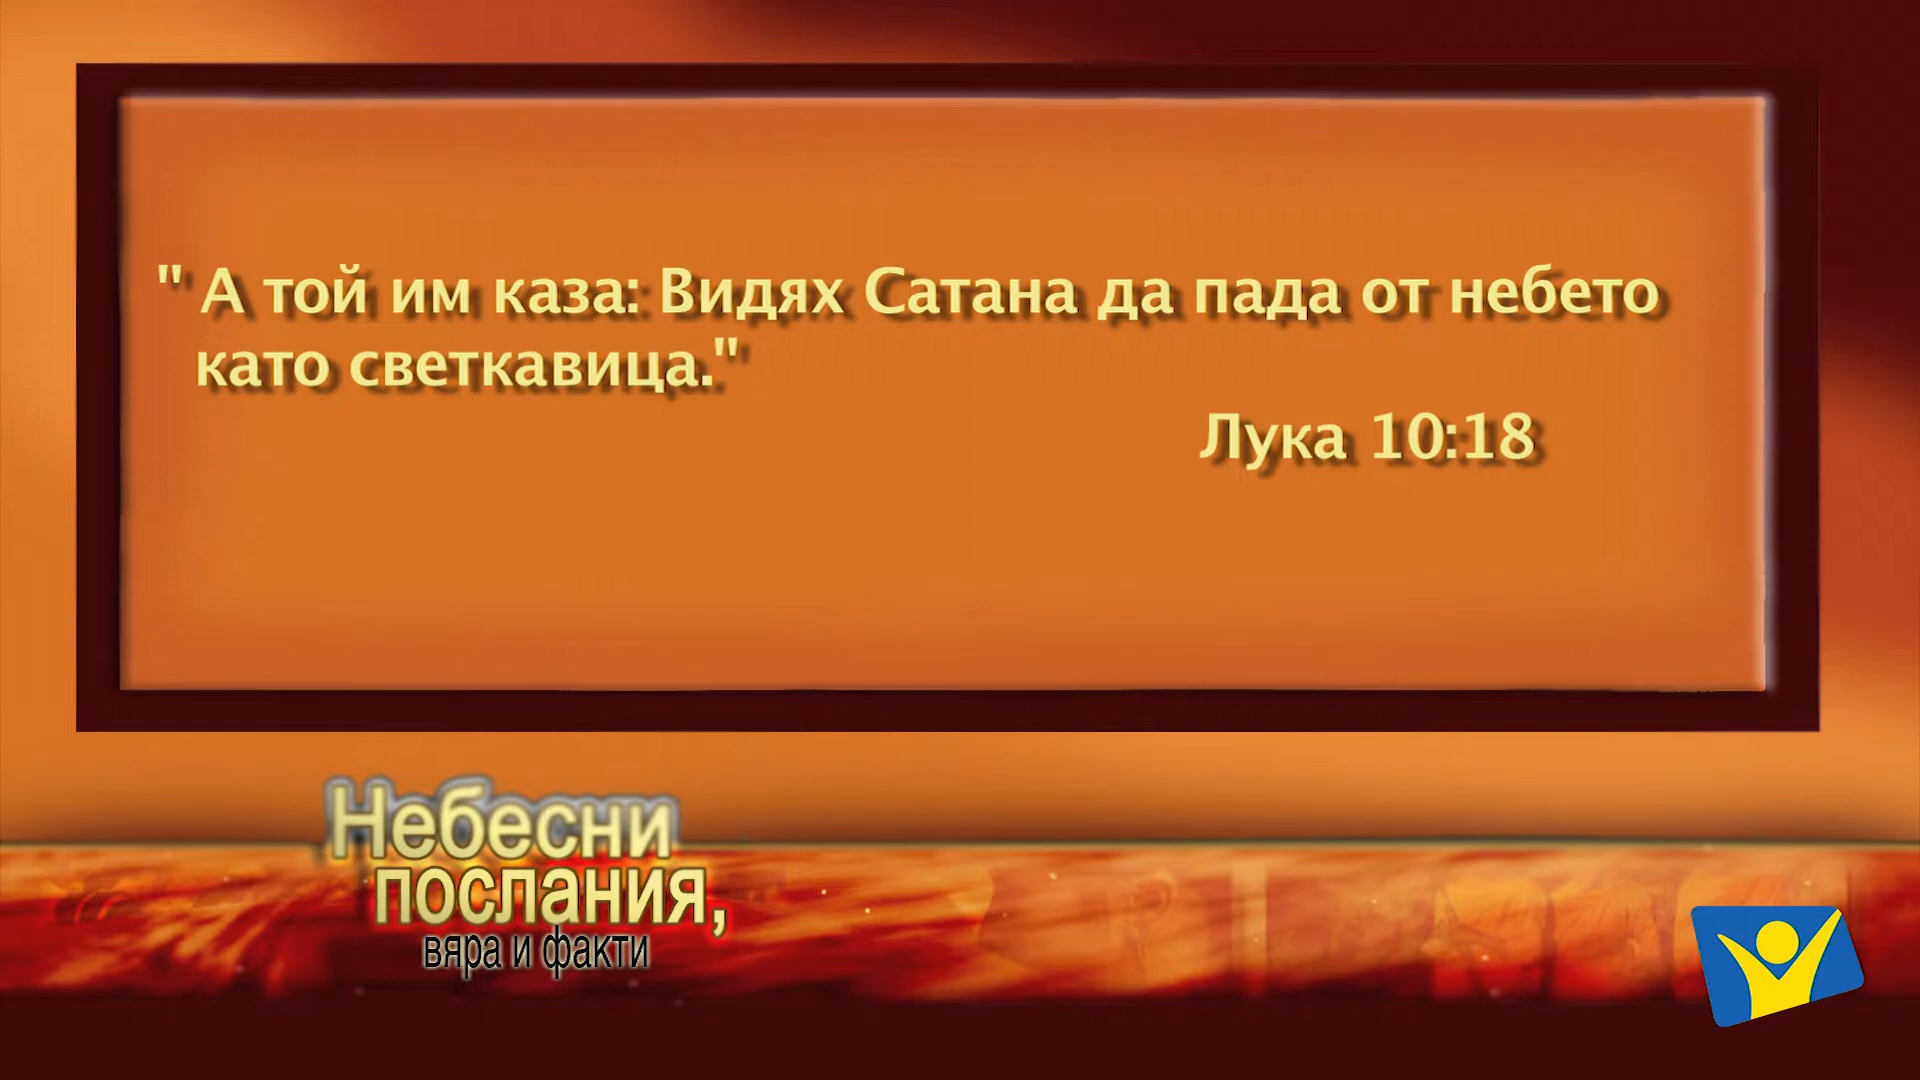 " А той им каза: Видях Сатана да пада от небето
като светкавица."
Лука 10:18
Небесни
послания,
вяра и факти